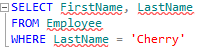 SELECT FirstName, LastName
FROM Employee
WHERE LastName = 'Cherry'